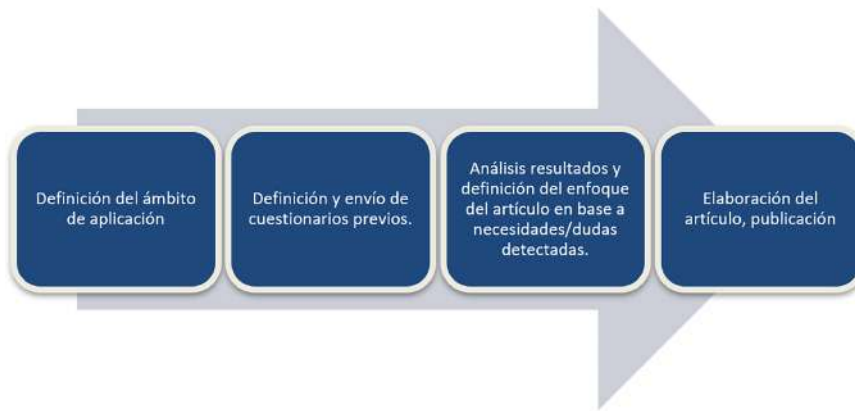 Definición del ámbito
de aplicación
Definición y envío de
cuestionarios previos.
Análisis resultados y
definición del enfoque
del artículo en base a
necesidades/dudas
detectadas.
Elaboración del
artículo, publicación